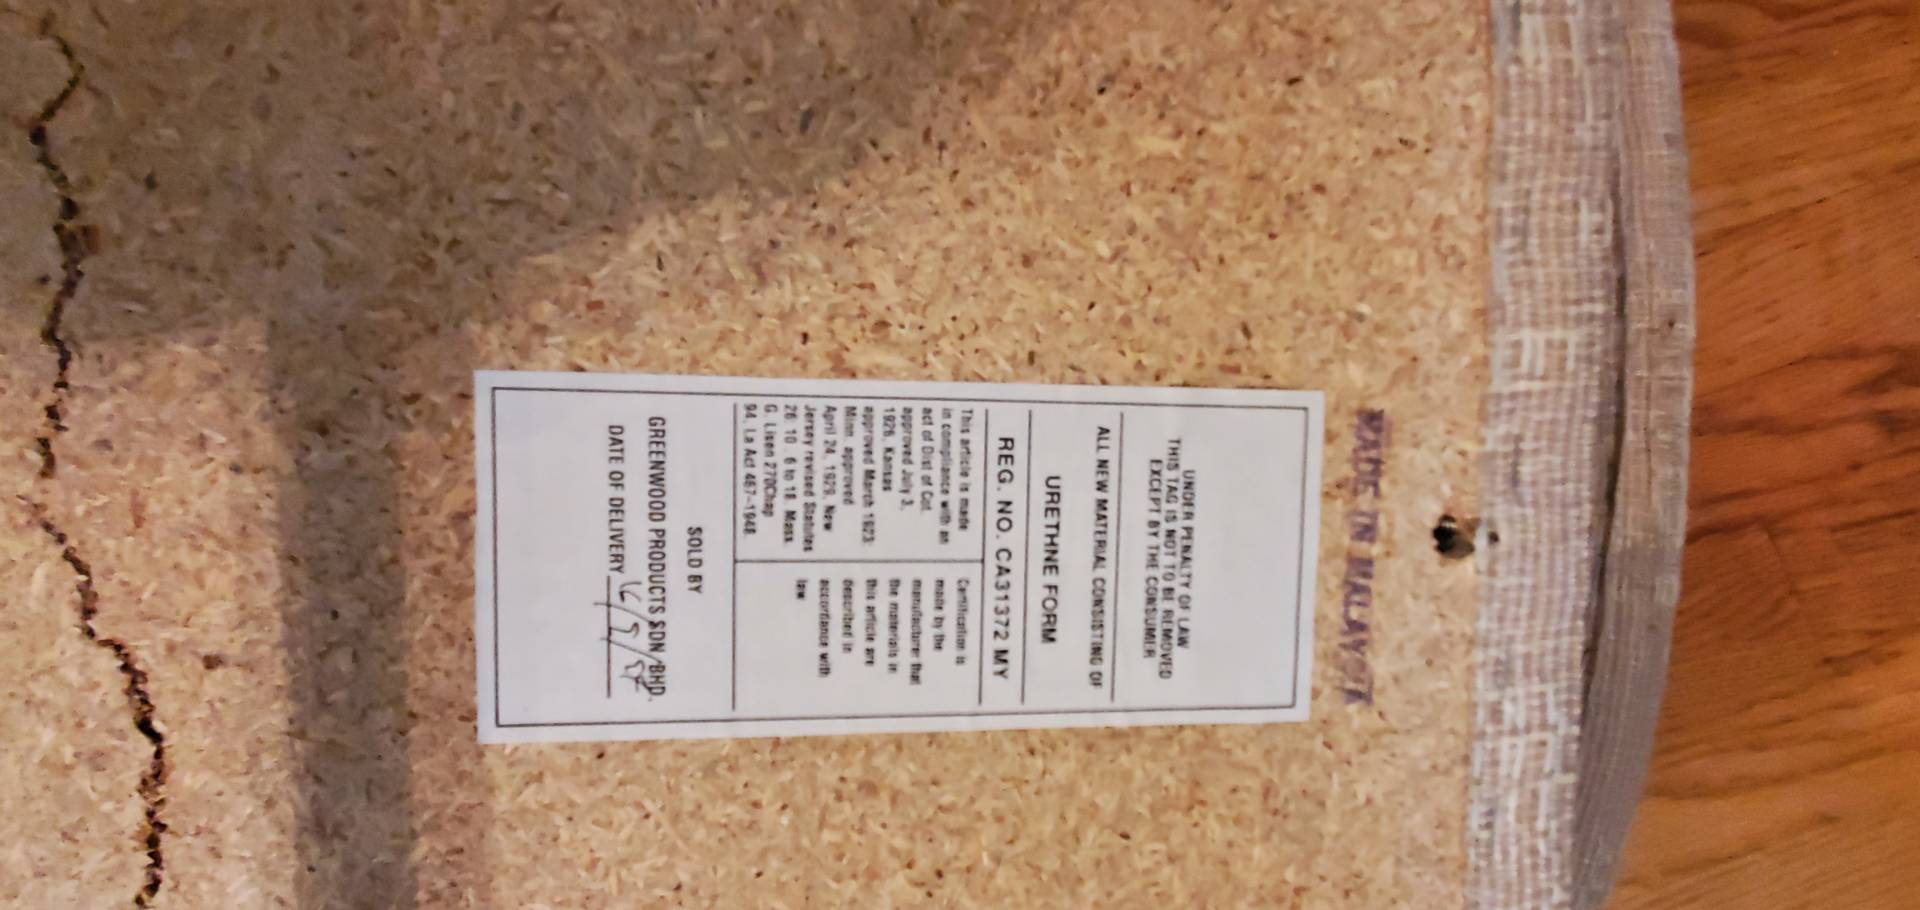 MADE IN MALAYSIA
UNDER PENALTY OF LAW
THIS TAG IS NOT TO BE REMOVED
EXCEPT BY THE CONSUMER
ALL NEW MATERIAL CONSISTING OF
URETHNE FORM
REG. NO. CA31372 MY
This article is made
in compliance with an
act of Dist of Col.
approved July 3,
1926, Kansas
approved March 1923:
Minn. approved
April 24, 1929, New
Jersey revised Statutes
26: 10. 6 to 18. Mass.
G. Lisen 270Chap
94, La Act 467-1948.
Certification is
made by the
manufacturer that
the materials in
this article are
described in
accordance with
law
SOLD BY
GREENWOOD PRODUCTS SDN 'BHD.
DATE OF DELIVERY